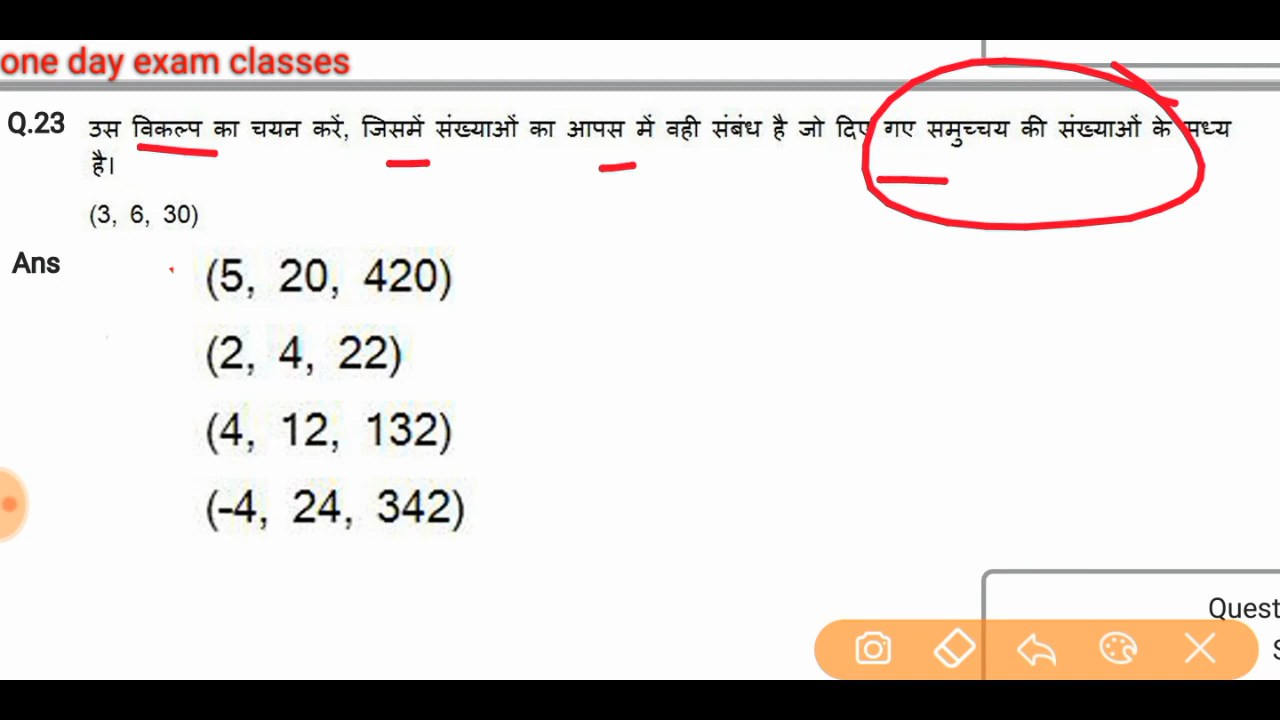 one day exam classes
Q.23 उस विकल्प का चयन करें, जिसमें संख्याओं का आपस में वही संबंध है जो दिए गए समुच्चय की संख्याओं के मध्य
है।
(3, 6, 30)
Ans
(5, 20, 420)
(2, 4, 22)
(4, 12, 132)
(-4, 24, 342)
Quest
S